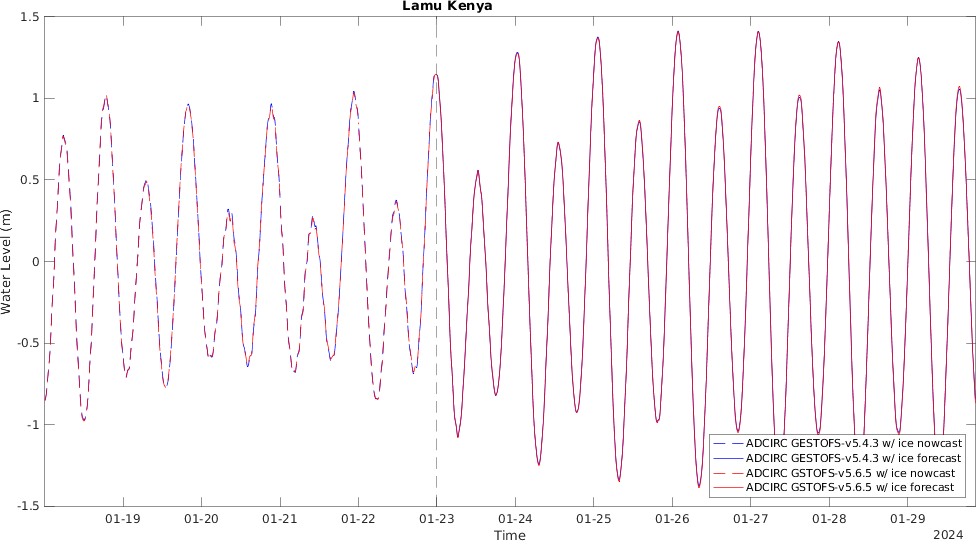 Lamu Kenya
1.5
1
0.5
0
-0.5
-1
-1.5
Water Level (m)
ADCIRC GESTOFS-v5.4.3 w/ ice nowcast
ADCIRC GESTOFS-v5.4.3 w/ ice forecast
ADCIRC GSTOFS-v5.6.5 w/ ice nowcast
ADCIRC GSTOFS-v5.6.5 w/ ice forecast
01-19 01-20 01-21 01-22 01-23 01-24 01-25 01-26 01-27 01-28 01-29
Time
2024